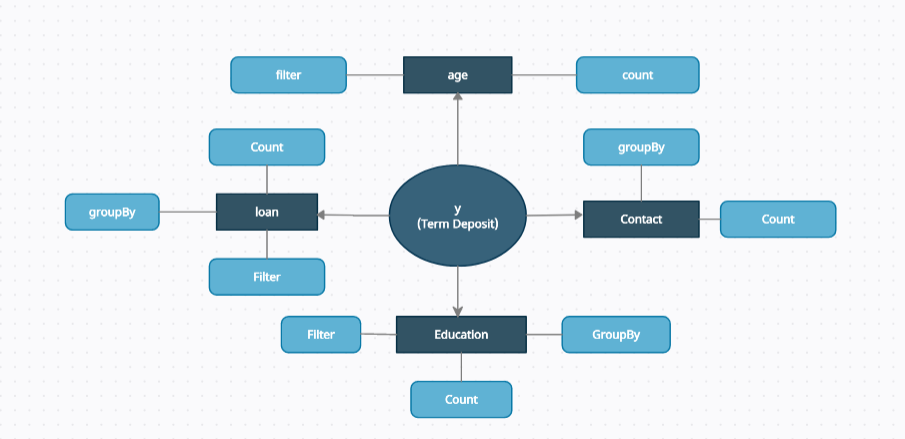 filter
age
count
Count
groupBy
groupBy
loan
y
(Term Deposit)
Contact
Count
Filter
Filter
Education
GroupBy
Count